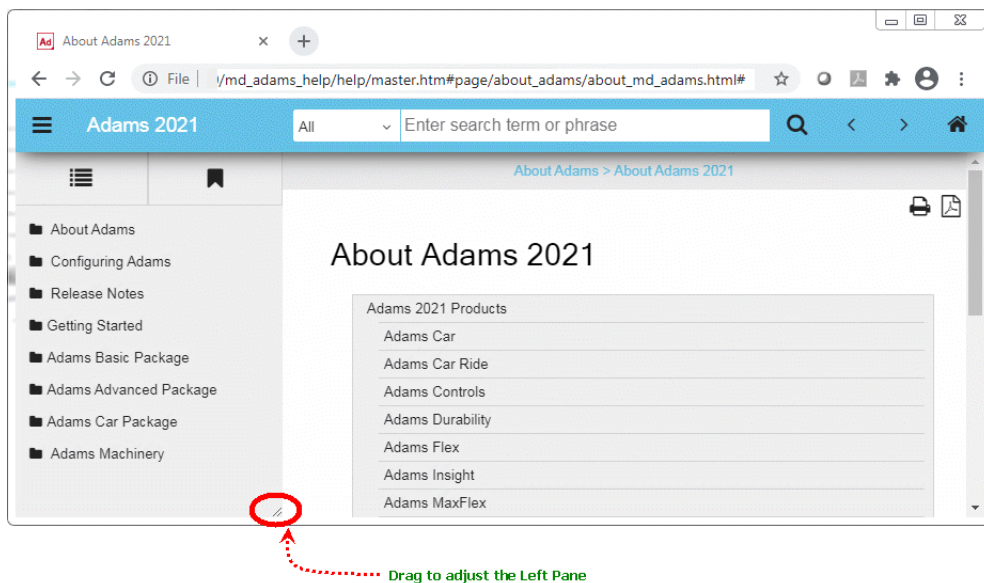 Ad About Adams 2021
File /md_adams_help/help/master.htm#page/about_adams/about_md_adams.html#
Adams 2021 All Enter search term or phrase
About Adams > About Adams 2021
About Adams
Configuring Adams
Release Notes
Getting Started
Adams Basic Package
Adams Advanced Package
Adams Car Package
Adams Machinery
About Adams 2021
Adams 2021 Products
Adams Car
Adams Car Ride
Adams Controls
Adams Durability
Adams Flex
Adams Insight
Adams MaxFlex
Drag to adjust the Left Pane